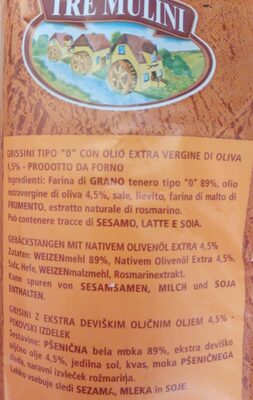 TRE MULINI
GRISSINI TIPO "0" CON OLIO EXTRA VERGINE DI OLIVA
4,5% - PRODOTTO DA FORNO
Ingredienti: Farina di GRANO tenero tipo "0" 89%, olio
extravergine di oliva 4,5%, sale, lievito, farina di malto di
FRUMENTO, estratto naturale di rosmarino.
Può contenere tracce di SESAMO, LATTE E SOIA.
GEBÄCKSTANGEN MIT NATIVEM OLIVENÖL EXTRA 4,5%
Zutaten: WEIZENmehl 89%, Nativem Olivenöl Extra 4,5%,
Salz, Hefe, WEIZENmalzmehl, Rosmarinextrakt.
Kann spuren von SESAMSAMEN, MILCH und SOJA
ENTHALTEN.
GRISINI Z EKSTRA DEVIŠKIM OLJČNIM OLJEM 4,5% -
PEKOVSKI IZDELEK
Sestavine: PŠENIČNA bela moka 89%, ekstra deviško
oljčno olje 4,5%, jedilna sol, kvas, moka PŠENIČNEGA
slada, naravni izvleček rožmarina.
Lahko vsebuje sledi SEZAMA, MLEKA in SOJE.